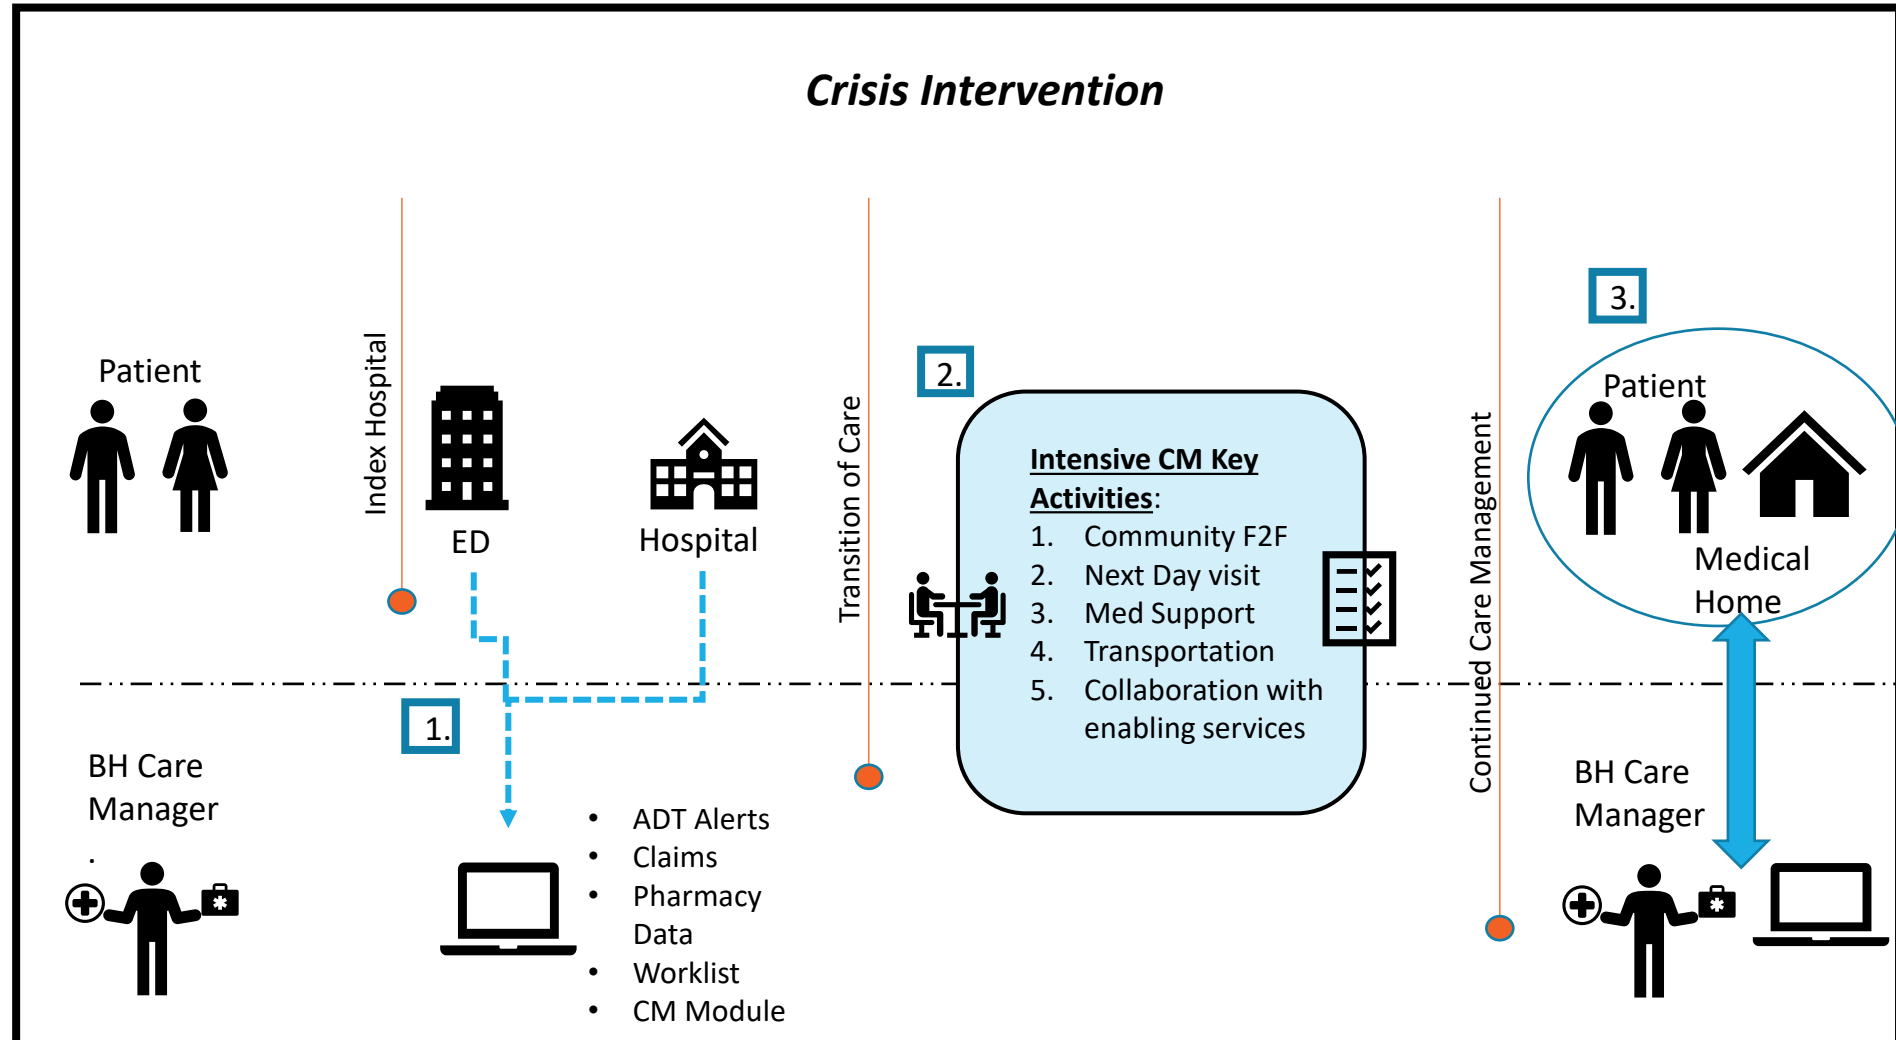 Crisis Intervention
Patient
Index Hospital
ED
Hospital
1.
BH Care
Manager
.
• ADT Alerts
• Claims
• Pharmacy
Data
• Worklist
• CM Module
Transition of Care
2.
Intensive CM Key
Activities:
1. Community F2F
2. Next Day visit
3. Med Support
4. Transportation
5. Collaboration with
enabling services
Continued Care Management
3.
Patient
Medical
Home
BH Care
Manager